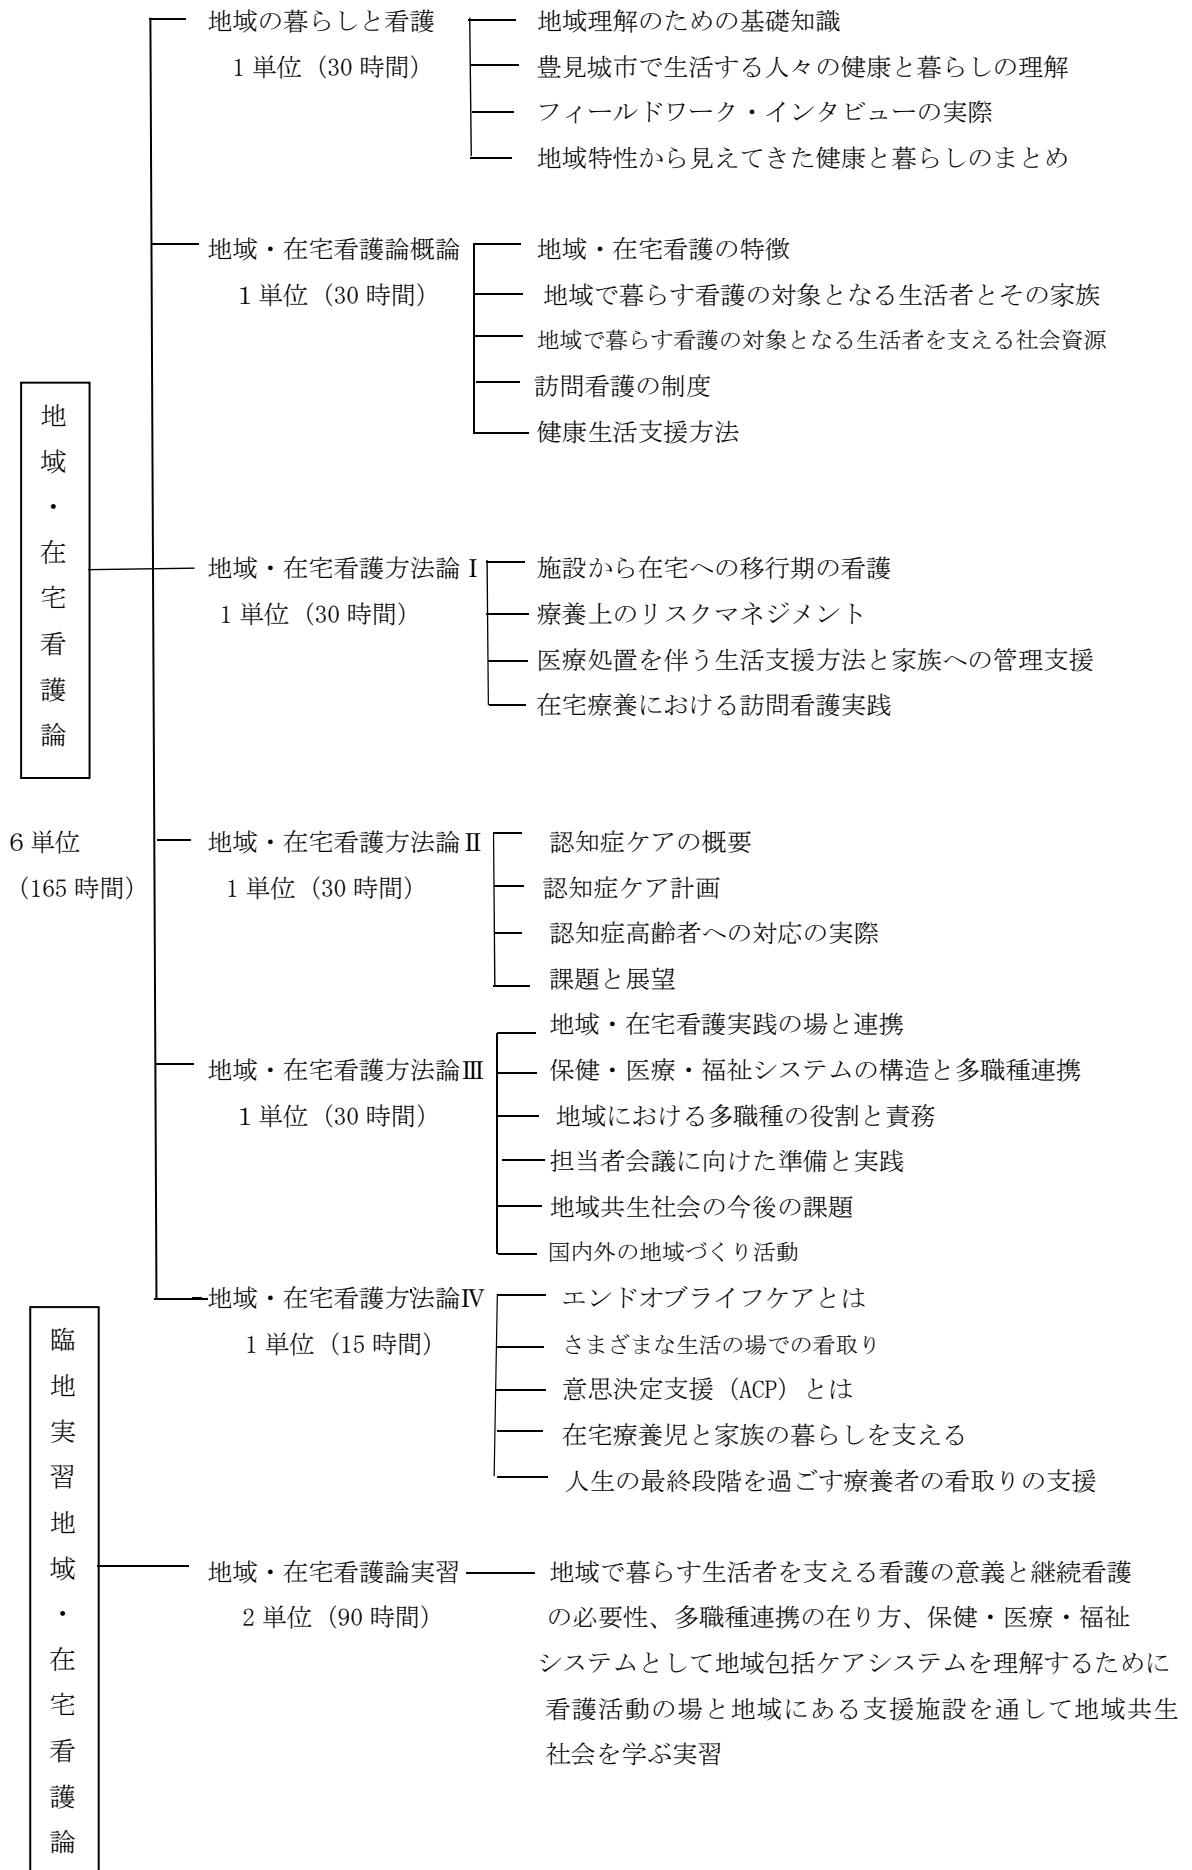 地域・在宅看護論
6単位
（165時間）
地域の暮らしと看護
1単位（30時間）
地域理解のための基礎知識
豊見城市で生活する人々の健康と暮らしの理解
フィールドワーク・インタビューの実際
地域特性から見えてきた健康と暮らしのまとめ
地域・在宅看護論概論
1単位（30時間）
地域・在宅看護の特徴
地域で暮らす看護の対象となる生活者とその家族
地域で暮らす看護の対象となる生活者を支える社会資源
訪問看護の制度
健康生活支援方法
地域・在宅看護方法論Ⅰ
1単位（30時間）
施設から在宅への移行期の看護
療養上のリスクマネジメント
医療処置を伴う生活支援方法と家族への管理支援
在宅療養における訪問看護実践
地域・在宅看護方法論Ⅱ
1単位（30時間）
認知症ケアの概要
認知症ケア計画
認知症高齢者への対応の実際
課題と展望
地域・在宅看護方法論Ⅲ
1単位（30時間）
地域・在宅看護実践の場と連携
保健・医療・福祉システムの構造と多職種連携
地域における多職種の役割と責務
担当者会議に向けた準備と実践
地域共生社会の今後の課題
国内外の地域づくり活動
地域・在宅看護方法論Ⅳ
1単位（15時間）
エンドオブライフケアとは
さまざまな生活の場での看取り
意思決定支援（ACP）とは
在宅療養児と家族の暮らしを支える
人生の最終段階を過ごす療養者の看取りの支援
臨地実習地域・在宅看護論
地域・在宅看護論実習
2単位（90時間）
地域で暮らす生活者を支える看護の意義と継続看護
の必要性、多職種連携の在り方、保健・医療・福祉
システムとして地域包括ケアシステムを理解するために
看護活動の場と地域にある支援施設を通して地域共生
社会を学ぶ実習